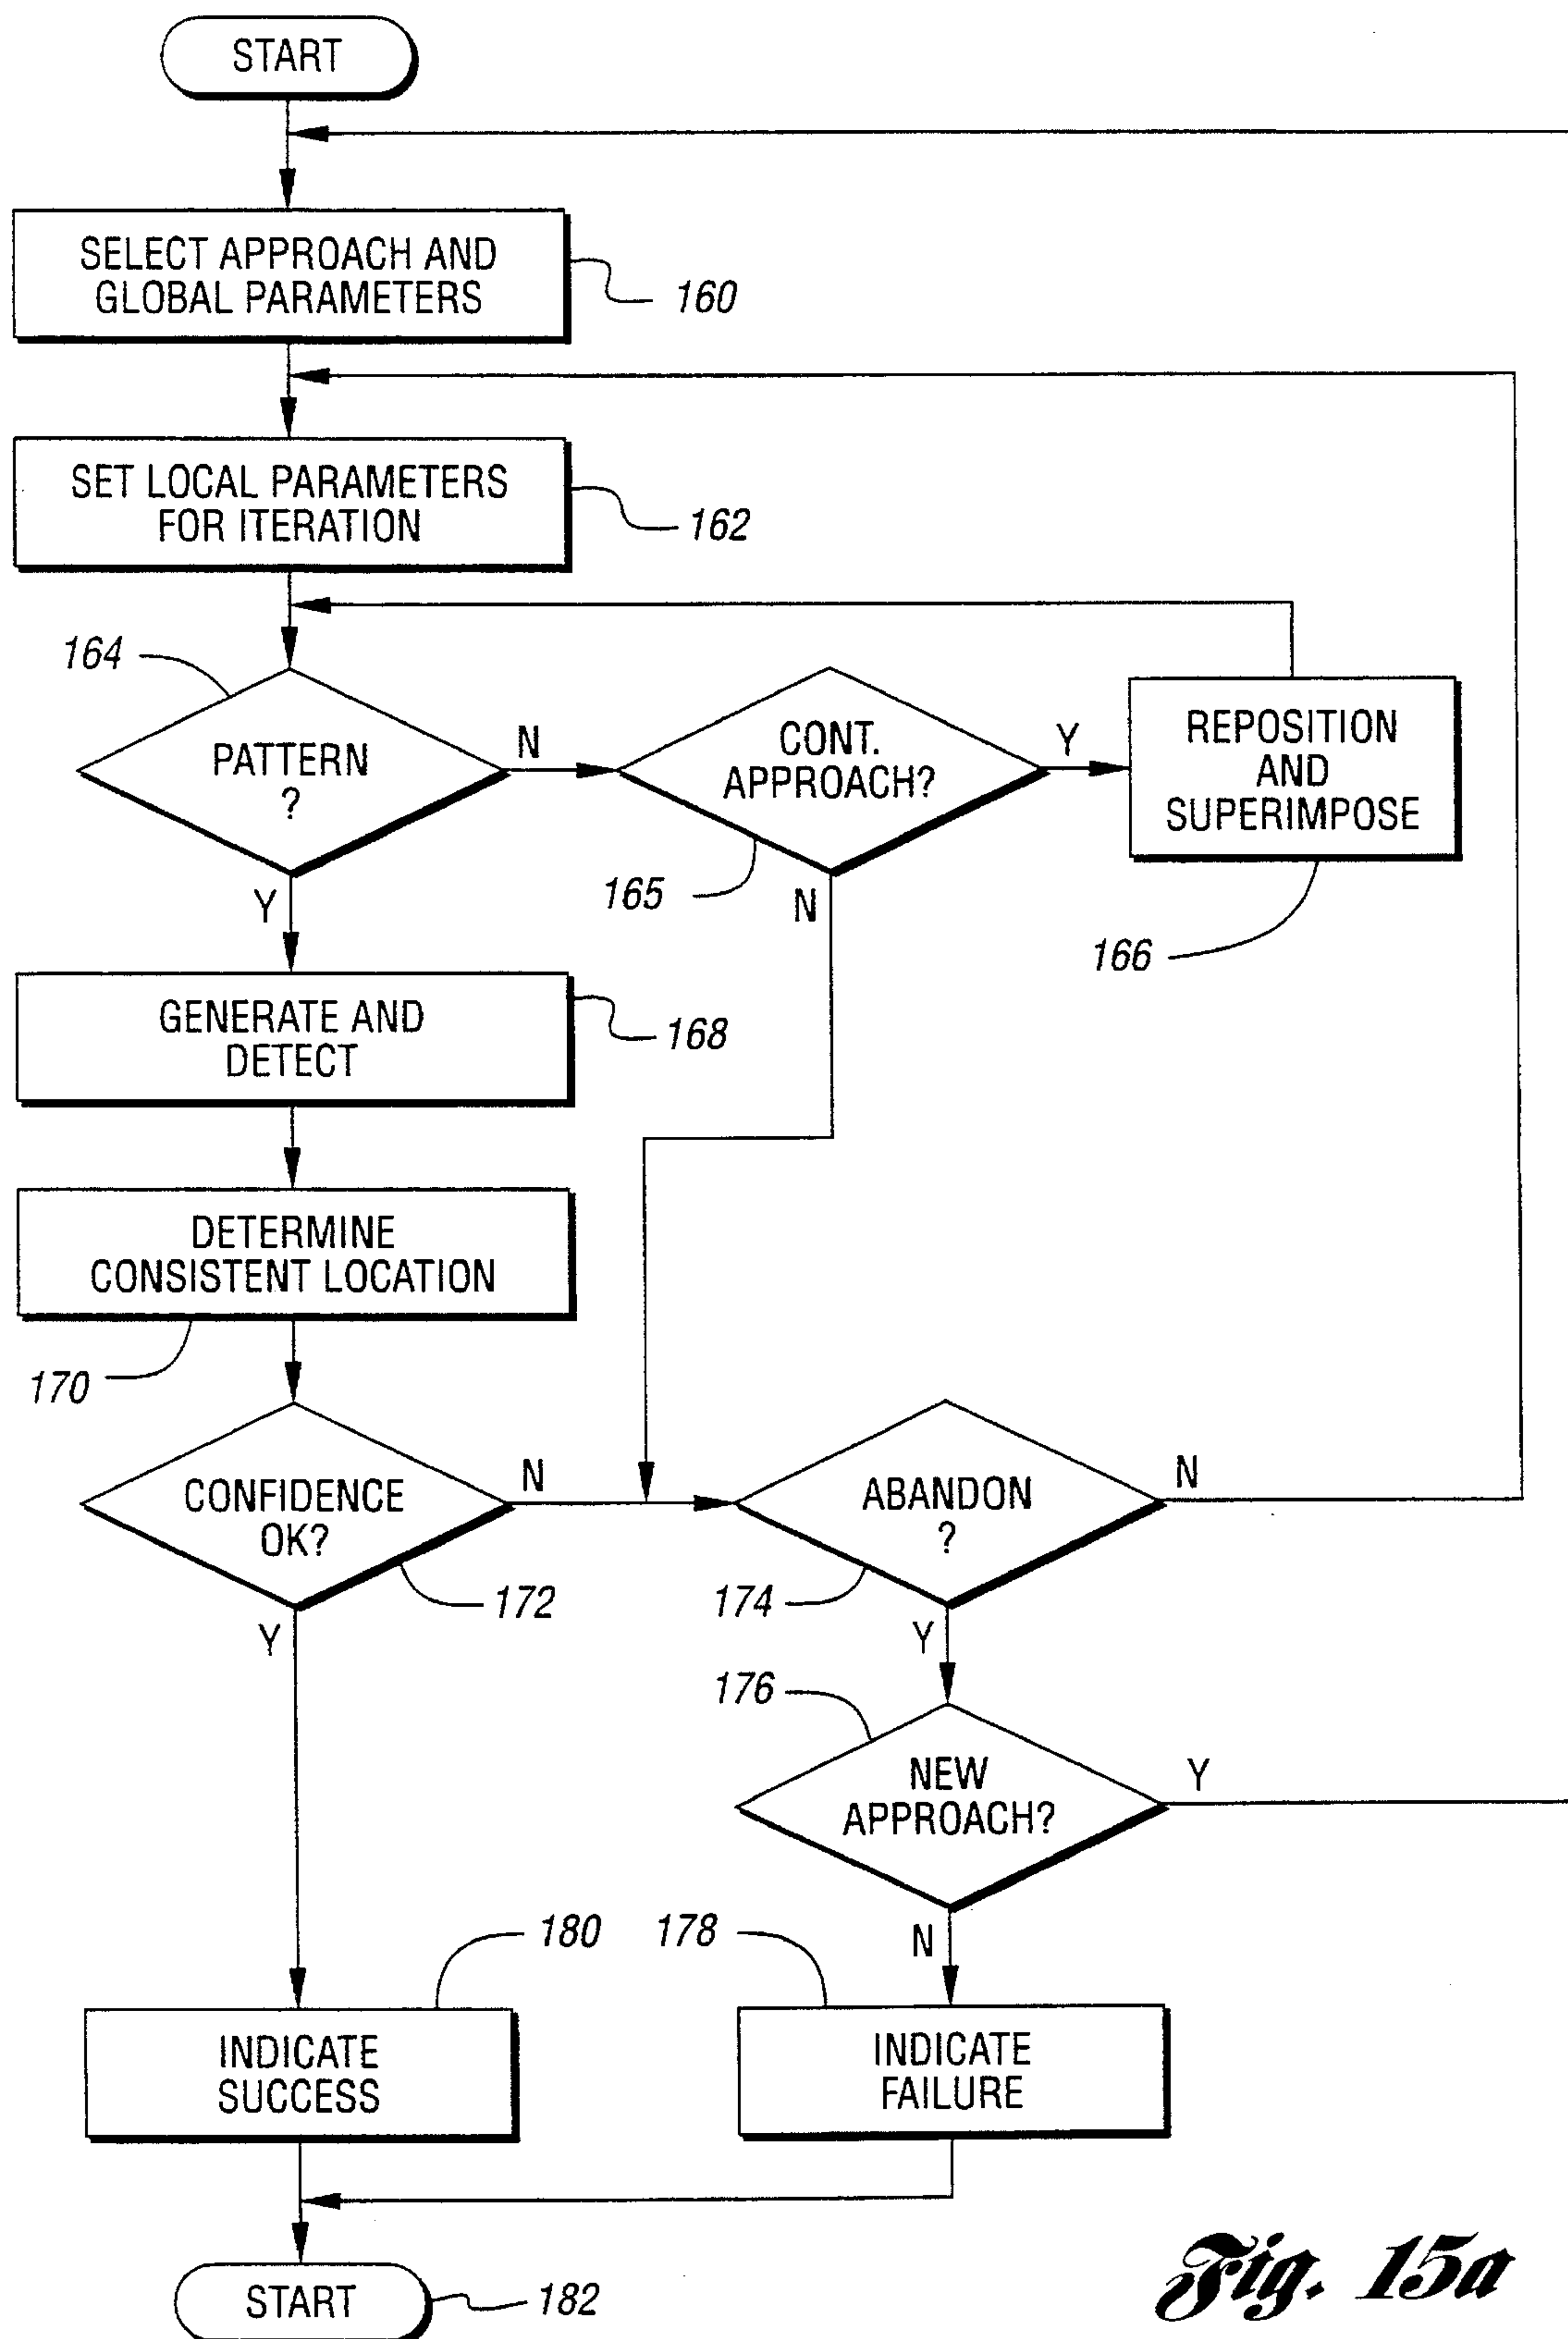 START
SELECT APPROACH AND
GLOBAL PARAMETERS
160
SET LOCAL PARAMETERS
FOR ITERATION
162
164
PATTERN
?
N
Y
CONT.
APPROACH?
Y
165
N
REPOSITION
AND
SUPERIMPOSE
166
GENERATE AND
DETECT
168
DETERMINE
CONSISTENT LOCATION
170
CONFIDENCE
OK?
N
172
Y
ABANDON
?
N
174
Y
176
NEW
APPROACH?
Y
N
180
178
INDICATE
SUCCESS
INDICATE
FAILURE
START
182
Fig. 15a